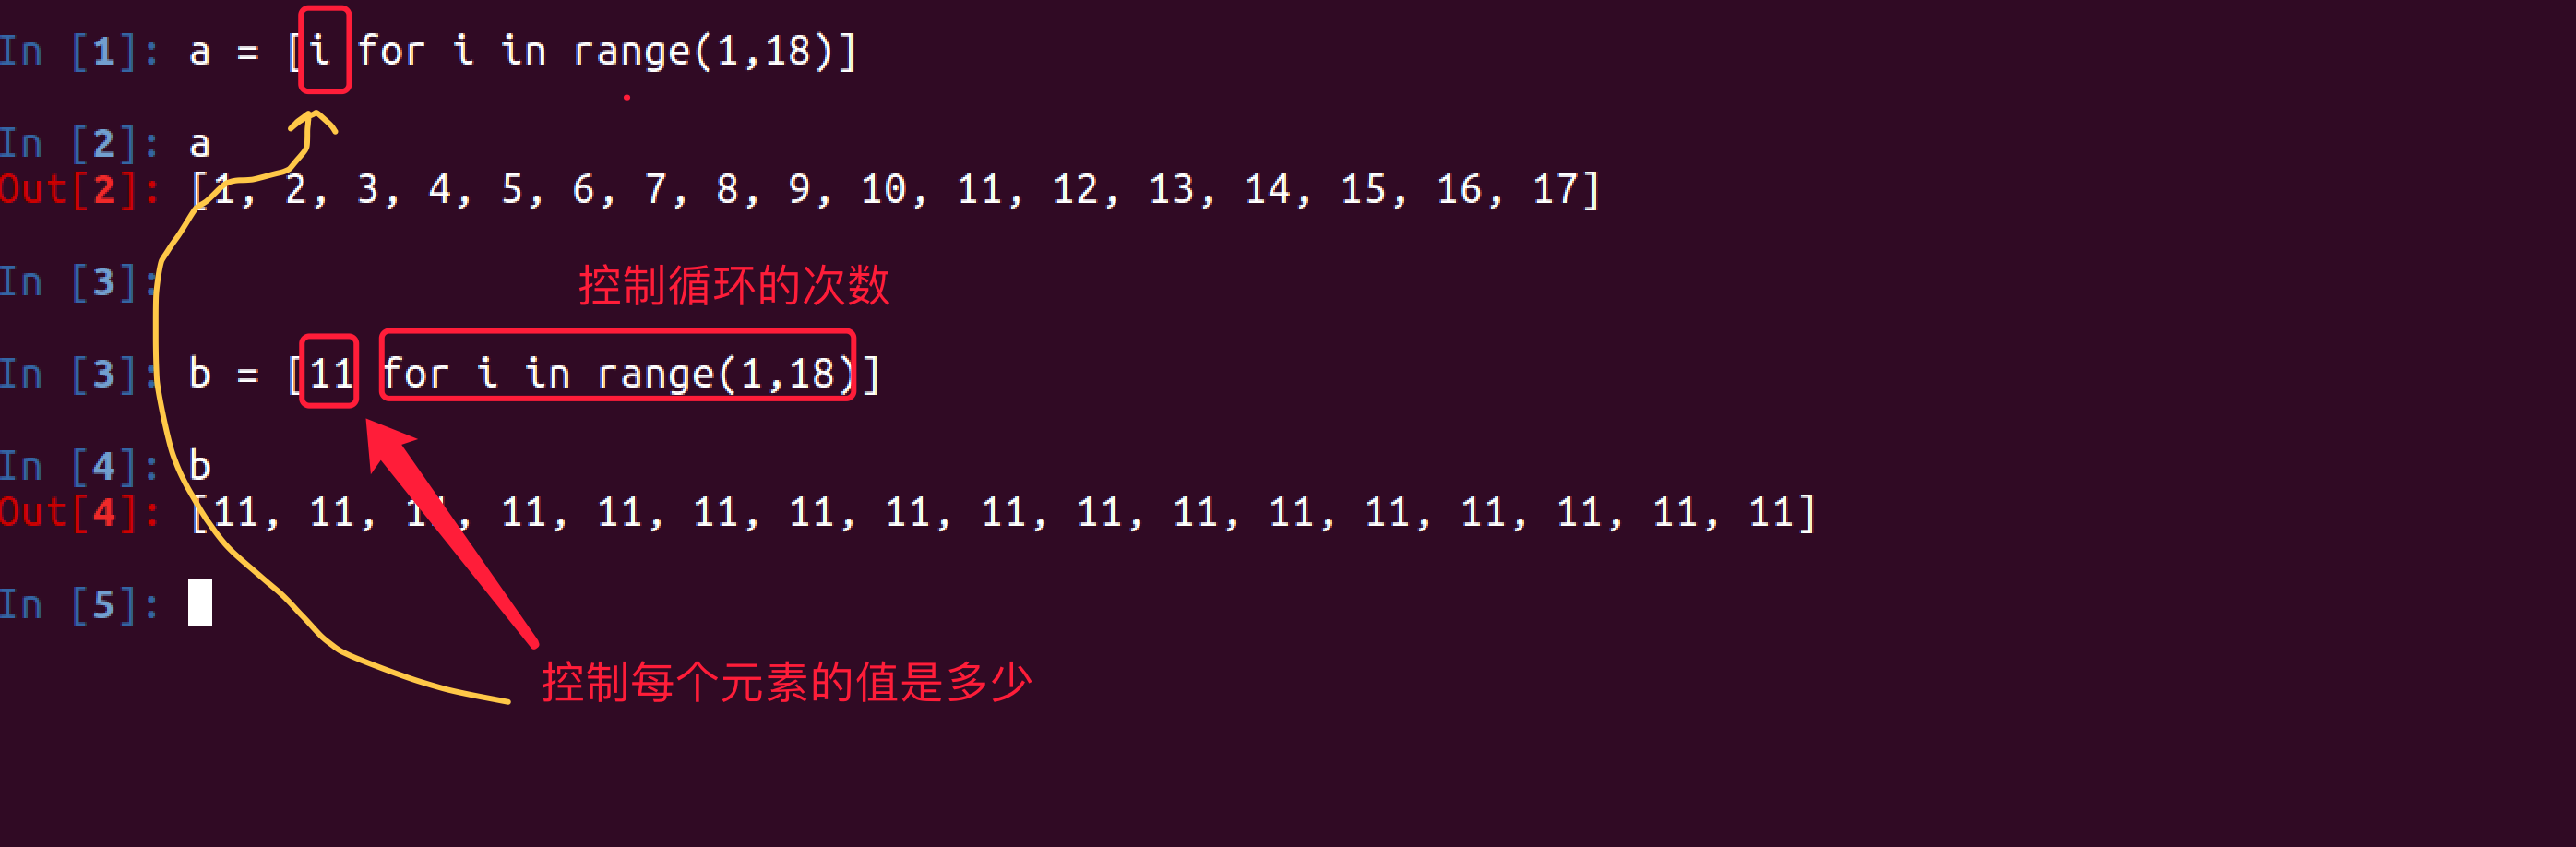 In [1]: a = [i for i in range(1,18)]
In [2]: a
Out[2]: [1, 2, 3, 4, 5, 6, 7, 8, 9, 10, 11, 12, 13, 14, 15, 16, 17]
In [3]:
控制循环的次数
In [3]: b = [11 for i in range(1,18)]
In [4]: b
Out[4]: [11, 11, 11, 11, 11, 11, 11, 11, 11, 11, 11, 11, 11, 11, 11, 11, 11]
In [5]:
控制每个元素的值是多少